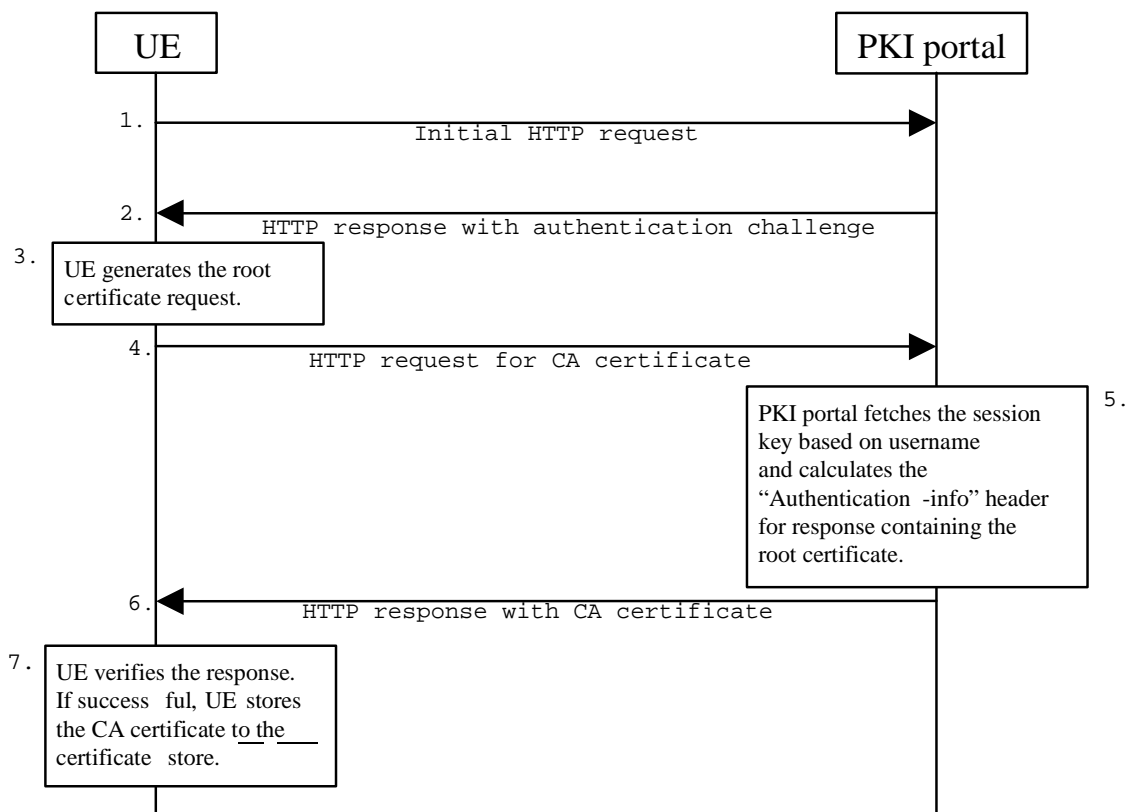 UE
PKI portal
1.
Initial HTTP request
2.
HTTP response with authentication challenge
3.
UE generates the root
certificate request.
4.
HTTP request for CA certificate
5.
PKI portal fetches the session
key based on username
and calculates the
“Authentication -info” header
for response containing the
root certificate.
6.
HTTP response with CA certificate
7.
UE verifies the response.
If success ful, UE stores
the CA certificate to the
certificate store.